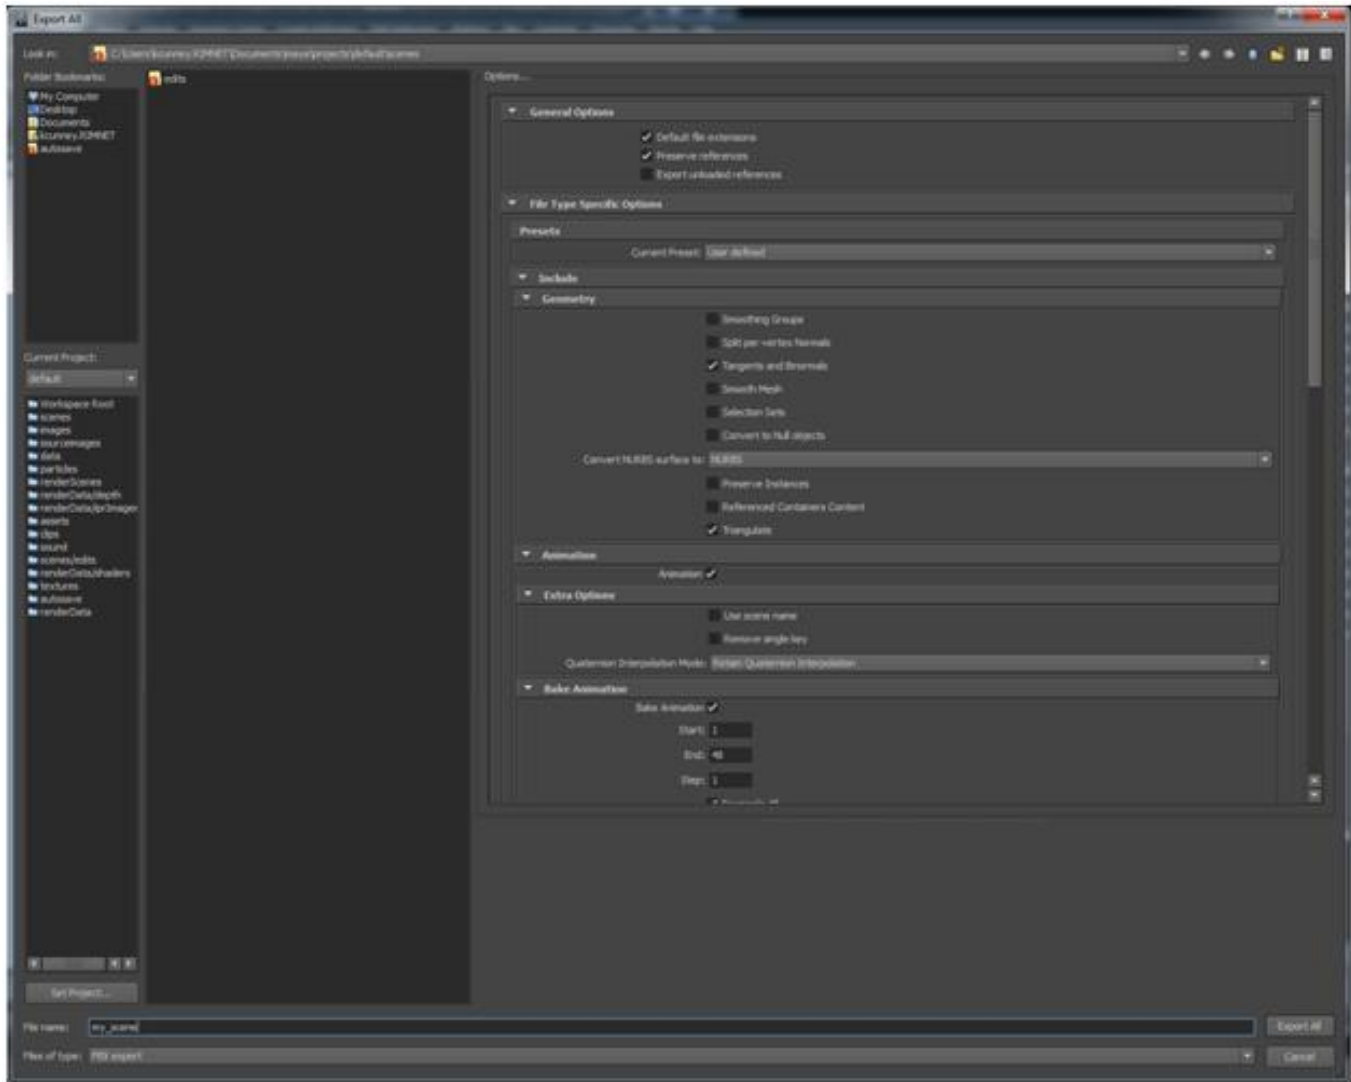 Export All
Look in:
Folder Bookmarks:
My Computer
Desktop
Documents
autosave
edits
Options...
General Options
Default file extensions
Preserve references
Export unloaded references
File Type Specific Options
Presets
Current Preset: User defined
Include
Geometry
Smoothing Groups
Split per-vertex Normals
Tangents and Binormals
Smooth Mesh
Selection Sets
Convert to Null objects
Convert NURBS surface to: NURBS
Preserve Instances
Referenced Containers Content
Triangulate
Animation
Animation
Extra Options
Use scene name
Remove single key
Quaternion Interpolation Mode: Retain Quaternion Interpolation
Bake Animation
Bake Animation
Start: 1
End: 48
Step: 1
Current Project:
default
Workspace Root
scenes
images
sourceimages
data
particles
renderScenes
renderData/depth
renderData/iprImages
assets
clips
sound
scenes/edits
renderData/shaders
textures
autosave
renderData
Set Project...
File name: my_scene
Export All
Files of type: FBX export
Cancel